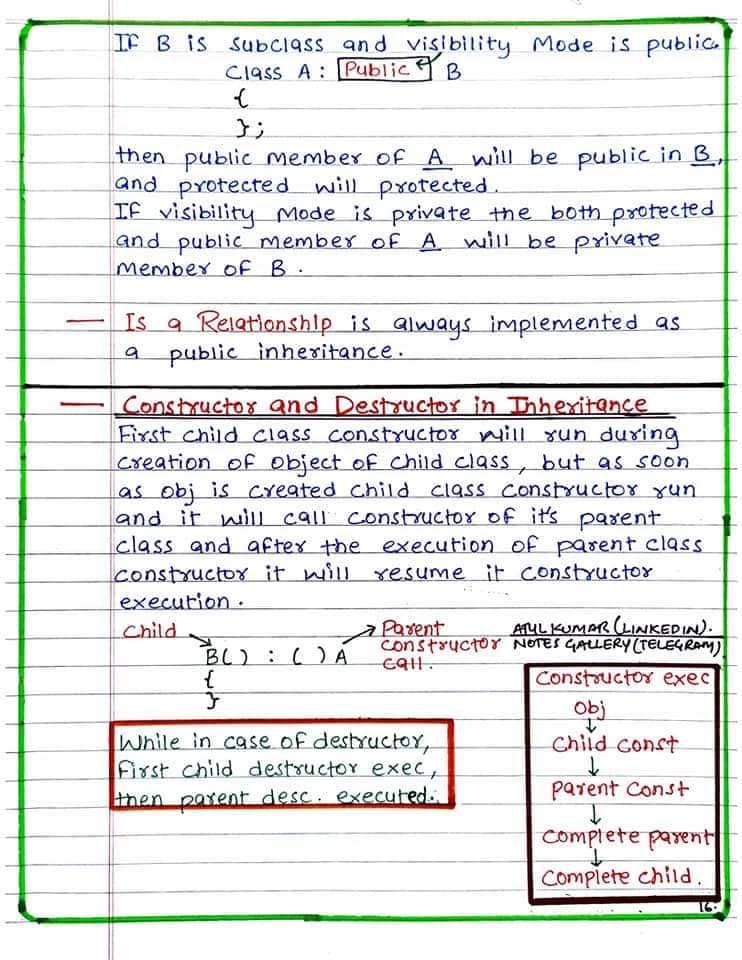 If B is subclass and visibility Mode is public.
Class A : Public B
{
};
then public member of A will be public in B,
and protected will protected.
If visibility Mode is private the both protected
and public member of A will be private
member of B.
— Is a Relationship is always implemented as
a public inheritance.
— Constructor and Destructor in Inheritance
First child class constructor will run during
creation of object of child class, but as soon
as obj is created child class constructor run
and it will call constructor of it's parent
class and after the execution of parent class
constructor it will resume it constructor
execution.
Child
B( ) : ( ) A
{
}
Parent
constructor
call.
ATUL KUMAR (LINKEDIN).
NOTES GALLERY (TELEGRAM)
While in case of destructor,
First child destructor exec,
then parent desc. executed.
Constructor exec
Obj
↓
Child const
↓
Parent Const
↓
Complete parent
↓
Complete child.
16.